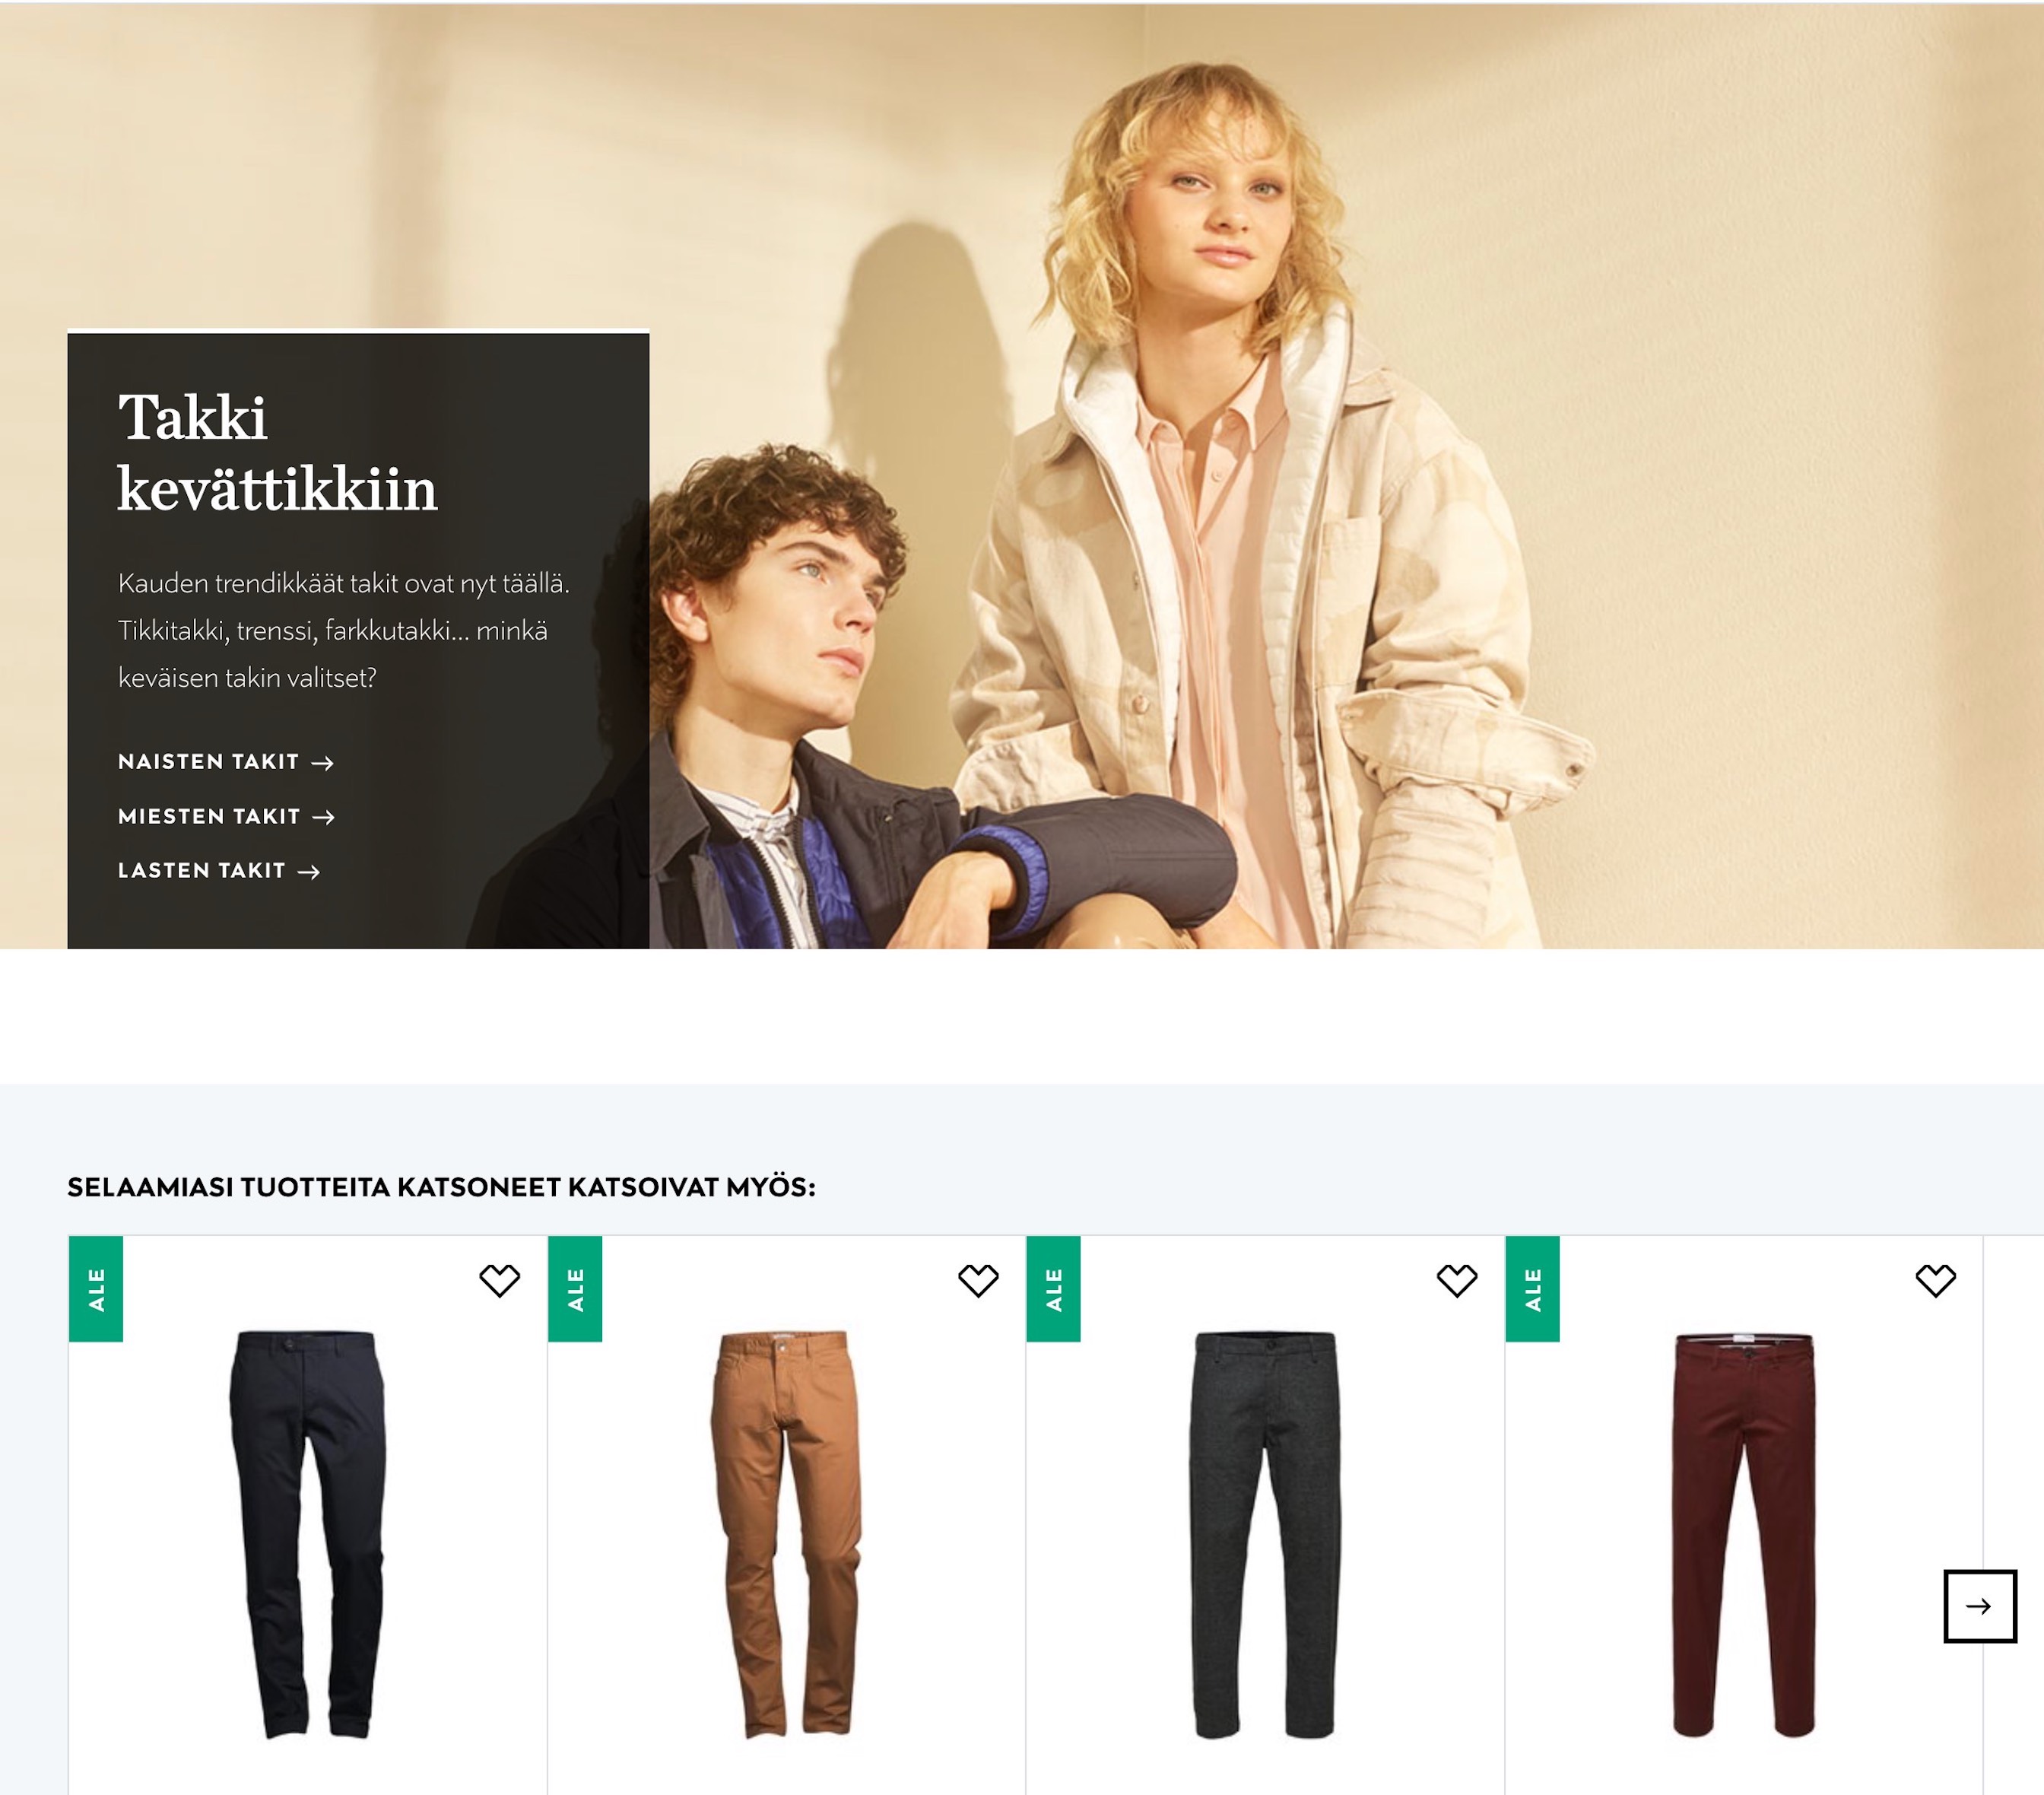 Takki
kevättikkiin
Kauden trendikkäät takit ovat nyt täällä.
Tikkitakki, trenssi, farkkutakki... minkä
keväisen takin valitset?
NAISTEN TAKIT →
MIESTEN TAKIT →
LASTEN TAKIT →
SELAAMIASI TUOTTEITA KATSONEET KATSOIVAT MYÖS:
ALE
ALE
ALE
ALE